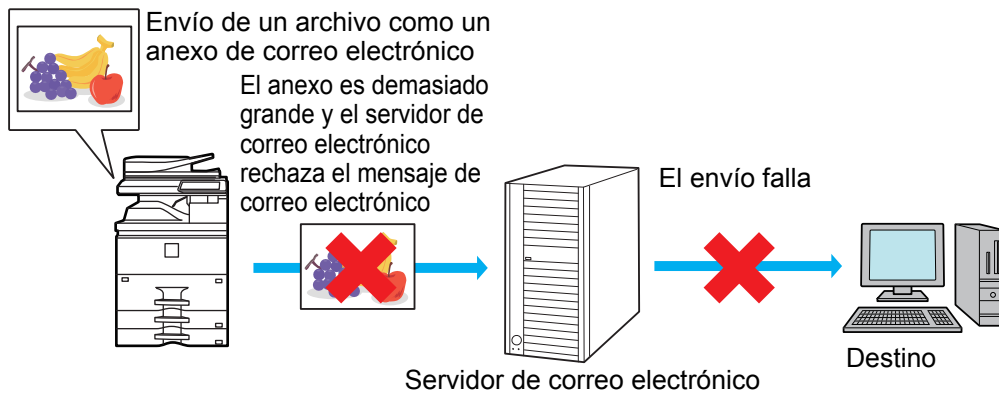 Envío de un archivo como un
anexo de correo electrónico
El anexo es demasiado
grande y el servidor de
correo electrónico
rechaza el mensaje de
correo electrónico
El envío falla
Destino
Servidor de correo electrónico